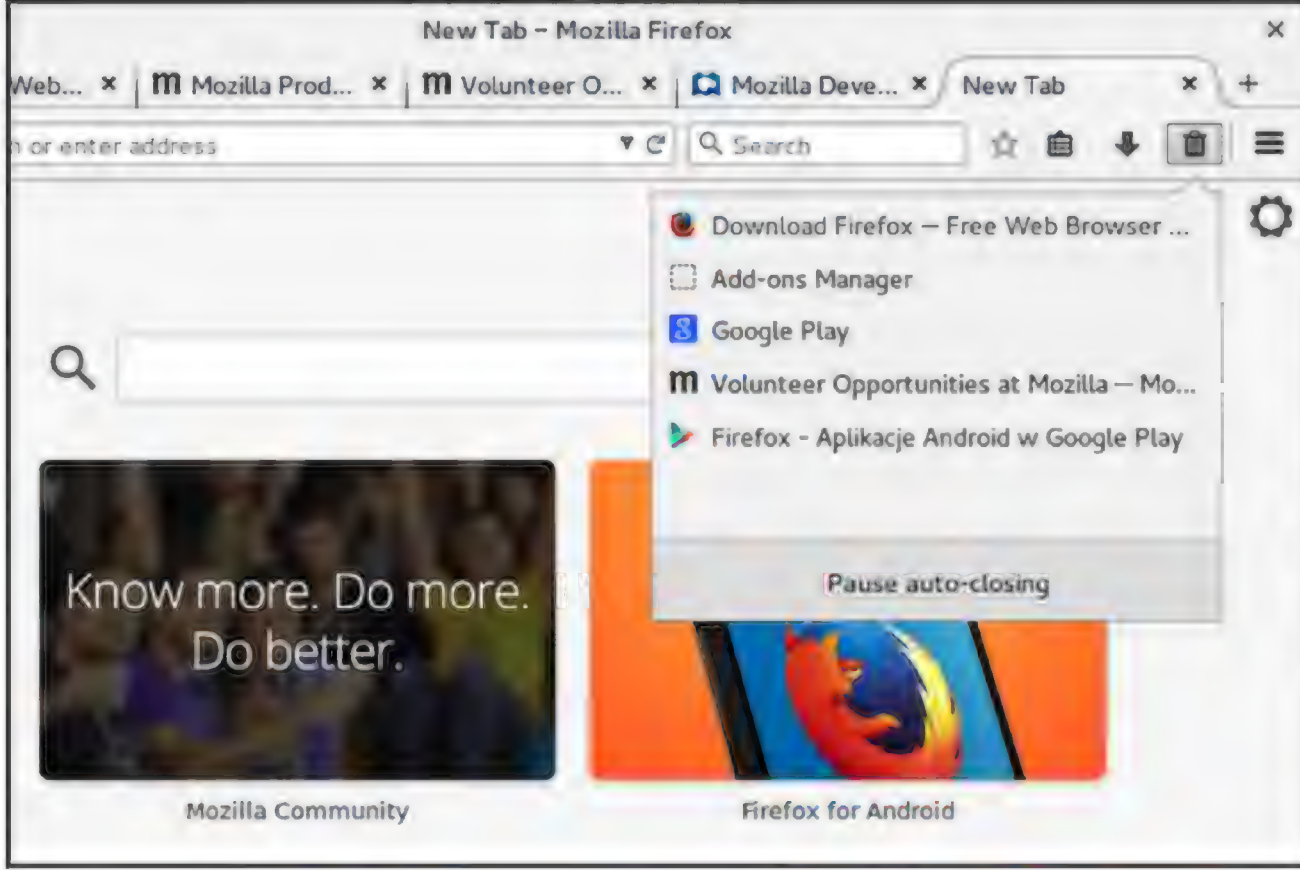 New Tab – Mozilla Firefox
Web... m Mozilla Prod... m Volunteer O... Mozilla Deve... New Tab
h or enter address Search
Download Firefox — Free Web Browser ...
Add-ons Manager
8 Google Play
m Volunteer Opportunities at Mozilla — Mo...
Firefox - Aplikacje Android w Google Play
Pause auto-closing
Know more. Do more.
Do better.
Mozilla Community Firefox for Android